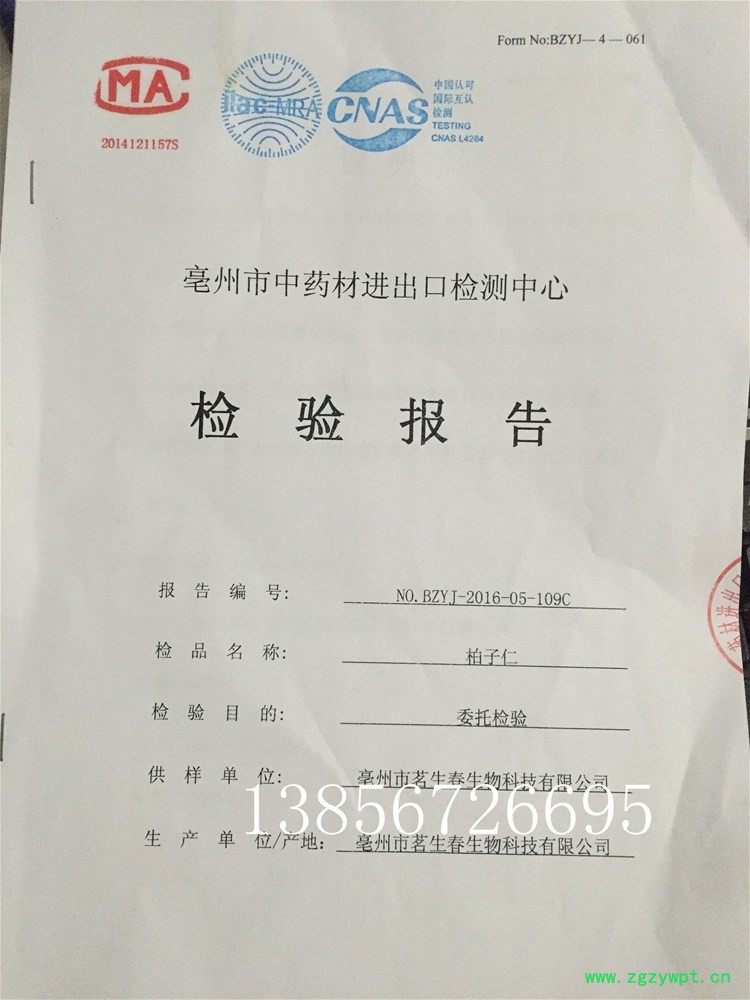 Form No:BZYJ—4—061
MA
2014121157S
ilac-MRA
CNAS
中国认可
国际互认
检测
TESTING
CNAS L4284
亳州市中药材进出口检测中心
检验报告
报告编号: NO.BZYJ-2016-05-109C
检品名称: 柏子仁
检验目的: 委托检验
供样单位: 亳州市茗生春生物科技有限公司
13856726695
生产单位/产地: 亳州市茗生春生物科技有限公司
药材进出口
www.zgzywpt.cn